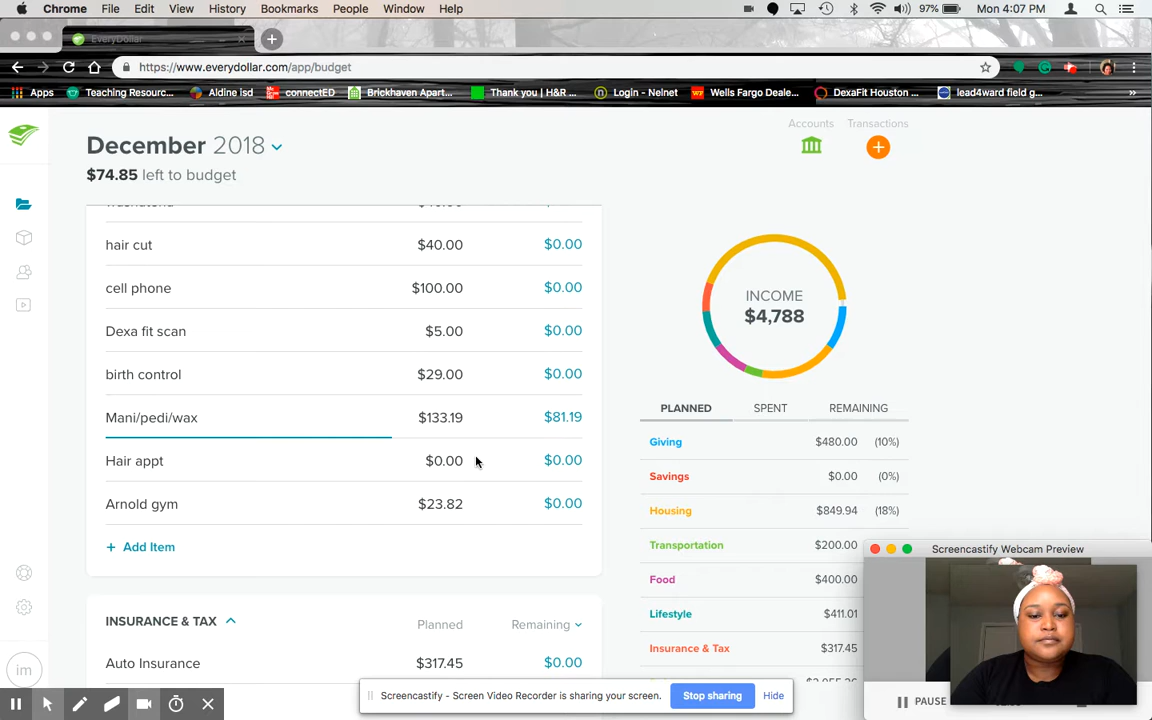 Chrome File Edit View History Bookmarks People Window Help 97% Mon 4:07 PM
EveryDollar
https://www.everydollar.com/app/budget
Apps Teaching Resourc... Aldine isd connectED Brickhaven Apart... Thank you | H&R ... Login - Nelnet Wells Fargo Deale... DexaFit Houston ... lead4ward field g... »
December 2018
$74.85 left to budget
Accounts Transactions
hair cut $40.00 $0.00
cell phone $100.00 $0.00
Dexa fit scan $5.00 $0.00
birth control $29.00 $0.00
Mani/pedi/wax $133.19 $81.19
Hair appt $0.00 $0.00
Arnold gym $23.82 $0.00
+ Add Item
INSURANCE & TAX Planned Remaining
Auto Insurance $317.45 $0.00
INCOME
$4,788
PLANNED SPENT REMAINING
Giving $480.00 (10%)
Savings $0.00 (0%)
Housing $849.94 (18%)
Transportation $200.00
Food $400.00
Lifestyle $411.01
Insurance & Tax $317.45
Screencastify Webcam Preview
PAUSE
Screencastify - Screen Video Recorder is sharing your screen. Stop sharing Hide
im